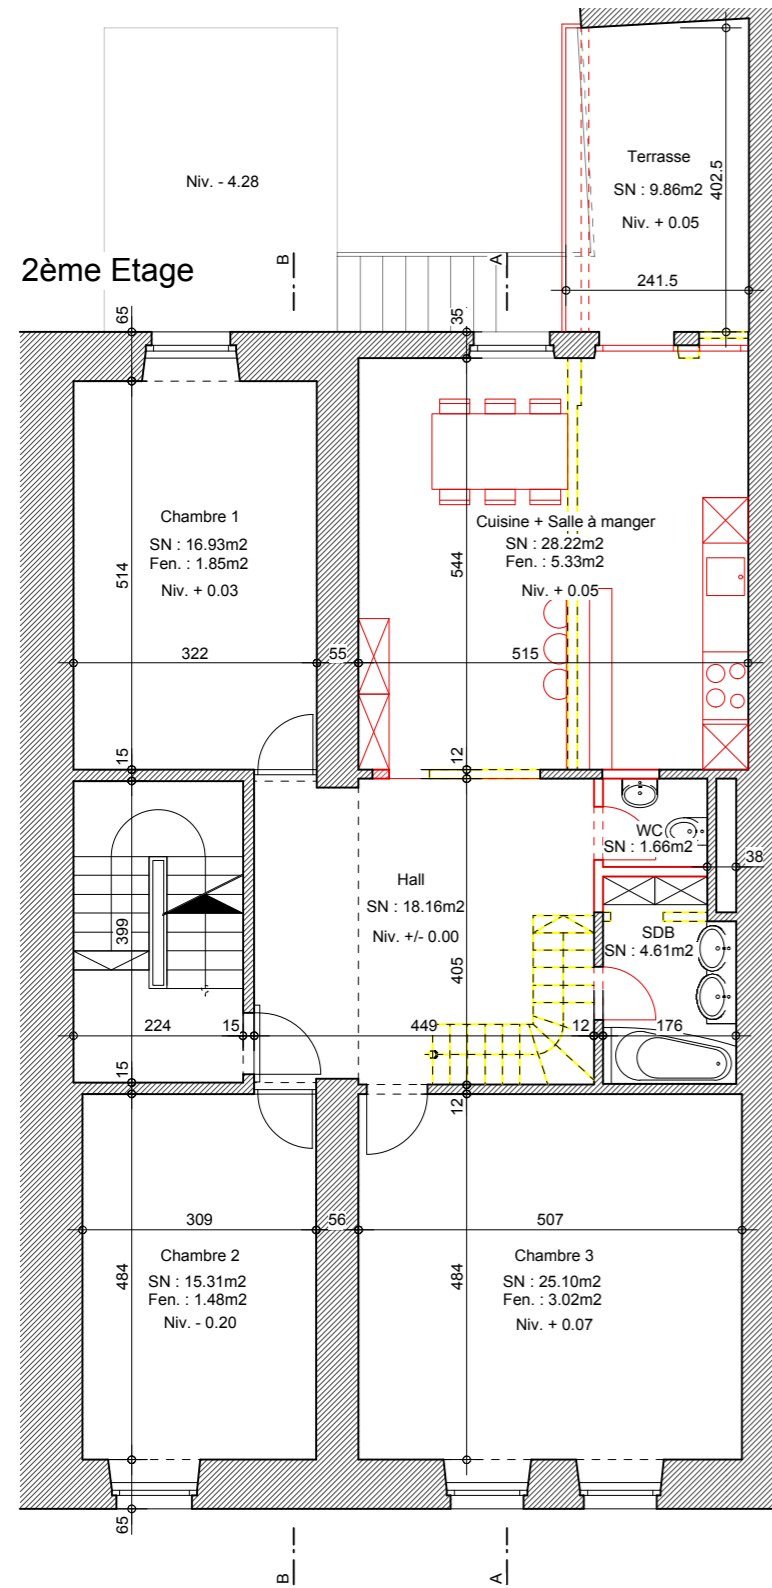 Terrasse
SN : 9.86m2
Niv. + 0.05
402.5
241.5
Niv. - 4.28
2ème Etage
B
A
65
35
Chambre 1
SN : 16.93m2
Fen. : 1.85m2
Niv. + 0.03
514
322
55
15
Cuisine + Salle à manger
SN : 28.22m2
Fen. : 5.33m2
Niv. + 0.05
544
515
12
WC
SN : 1.66m2
38
Hall
SN : 18.16m2
Niv. +/- 0.00
399
405
SDB
SN : 4.61m2
224
15
449
12
176
15
12
309
56
507
Chambre 2
SN : 15.31m2
Fen. : 1.48m2
Niv. - 0.20
484
Chambre 3
SN : 25.10m2
Fen. : 3.02m2
Niv. + 0.07
484
65
B
A